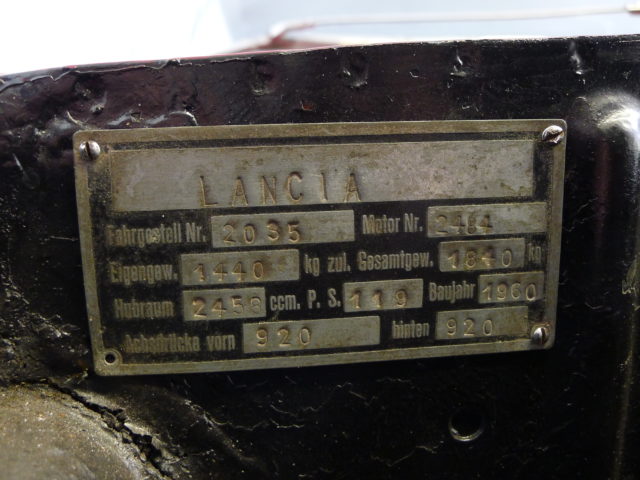 LANCIA
Fahrgestell Nr. 2035 Motor Nr. 2484
Eigengew. 1440 kg zul. Gesamtgew. 1840 kg
Hubraum 2458 ccm. P. S. 119 Baujahr 1960
Achsdrücke vorn 920 hinten 920